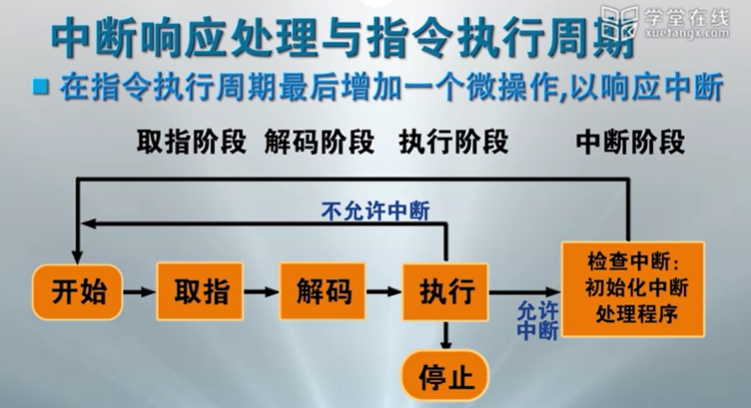 学堂在线
xuetangx.com
中断响应处理与指令执行周期
在指令执行周期最后增加一个微操作,以响应中断
取指阶段 解码阶段 执行阶段 中断阶段
不允许中断
开始 取指 解码 执行
允许
中断
检查中断:
初始化中断
处理程序
停止